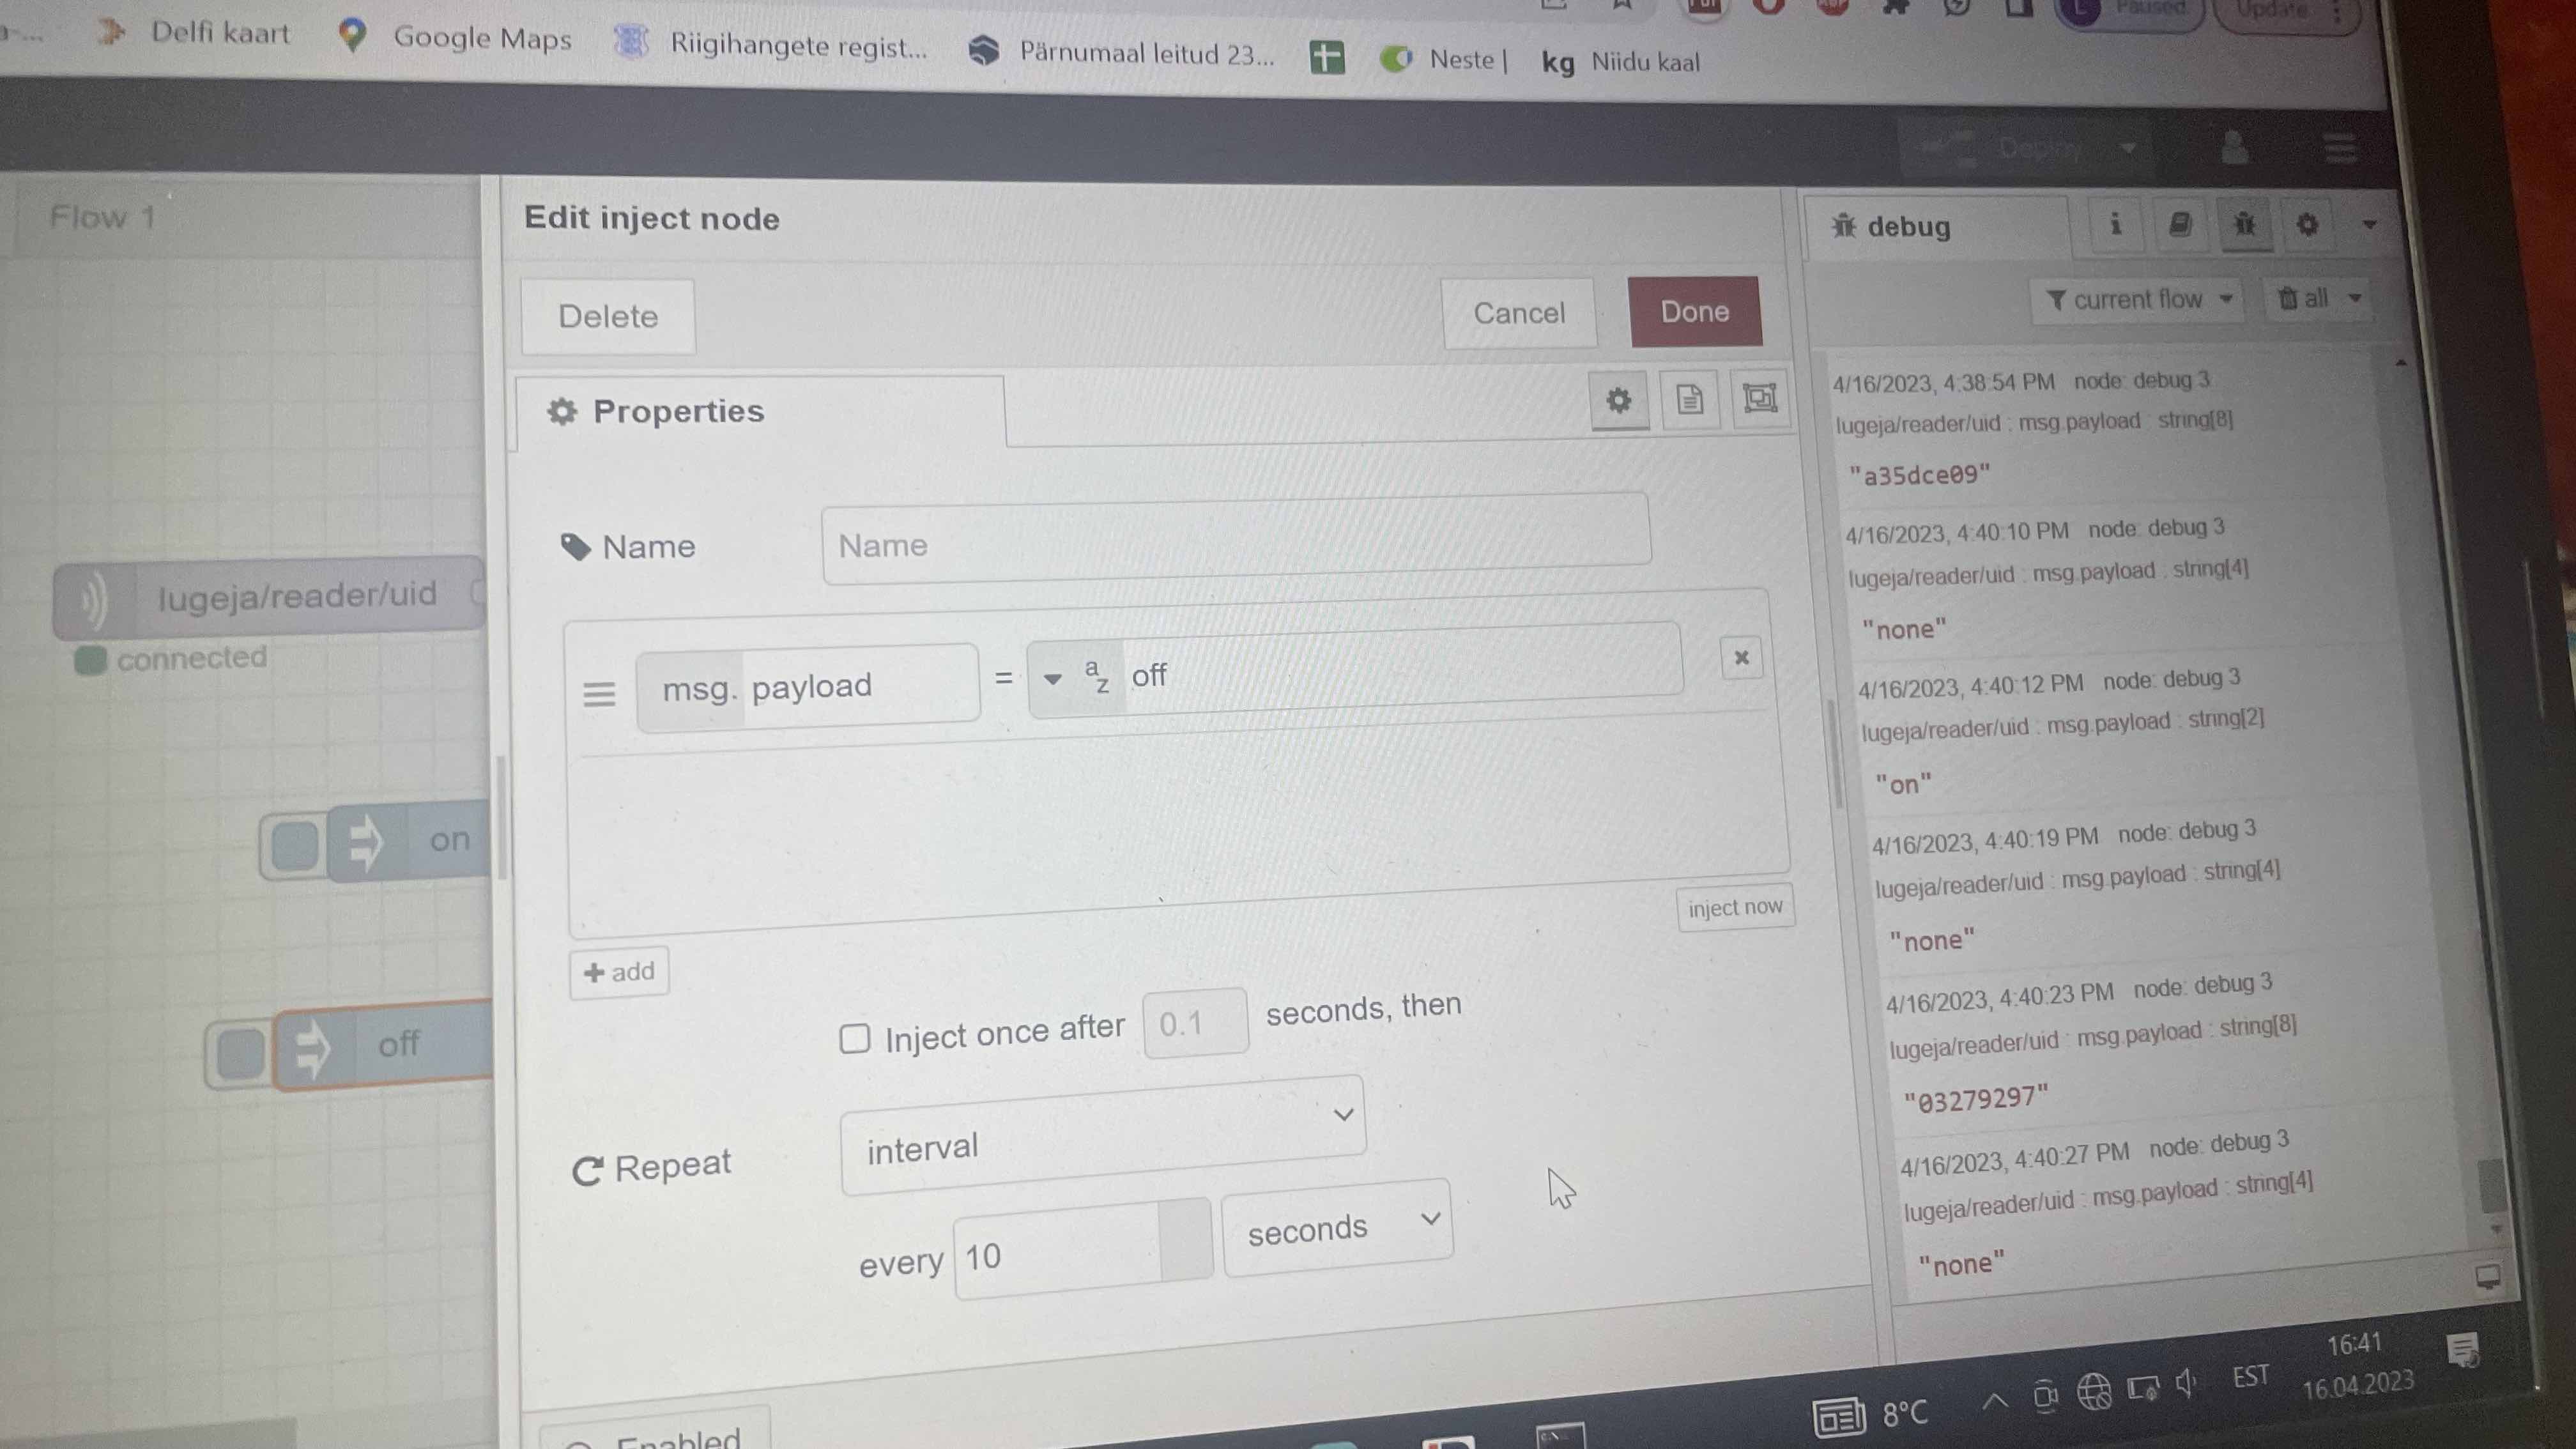 Delfi kaart
Google Maps
Riigihangete regist...
Pärnumaal leitud 23...
Neste |
kg Niidu kaal
Paused
Update
Deploy
Flow 1
lugeja/reader/uid
connected
on
off
Edit inject node
Delete
Cancel
Done
Properties
Name
Name
msg. payload = az off
inject now
add
Inject once after 0.1 seconds, then
Repeat
interval
every 10 seconds
Enabled
debug
current flow
all
4/16/2023, 4:38:54 PM node: debug 3
lugeja/reader/uid : msg.payload : string[8]
"a35dce09"
4/16/2023, 4:40:10 PM node: debug 3
lugeja/reader/uid : msg.payload : string[4]
"none"
4/16/2023, 4:40:12 PM node: debug 3
lugeja/reader/uid : msg.payload : string[2]
"on"
4/16/2023, 4:40:19 PM node: debug 3
lugeja/reader/uid : msg.payload : string[4]
"none"
4/16/2023, 4:40:23 PM node: debug 3
lugeja/reader/uid : msg.payload : string[8]
"03279297"
4/16/2023, 4:40:27 PM node: debug 3
lugeja/reader/uid : msg.payload : string[4]
"none"
8°C
EST
16:41
16.04.2023